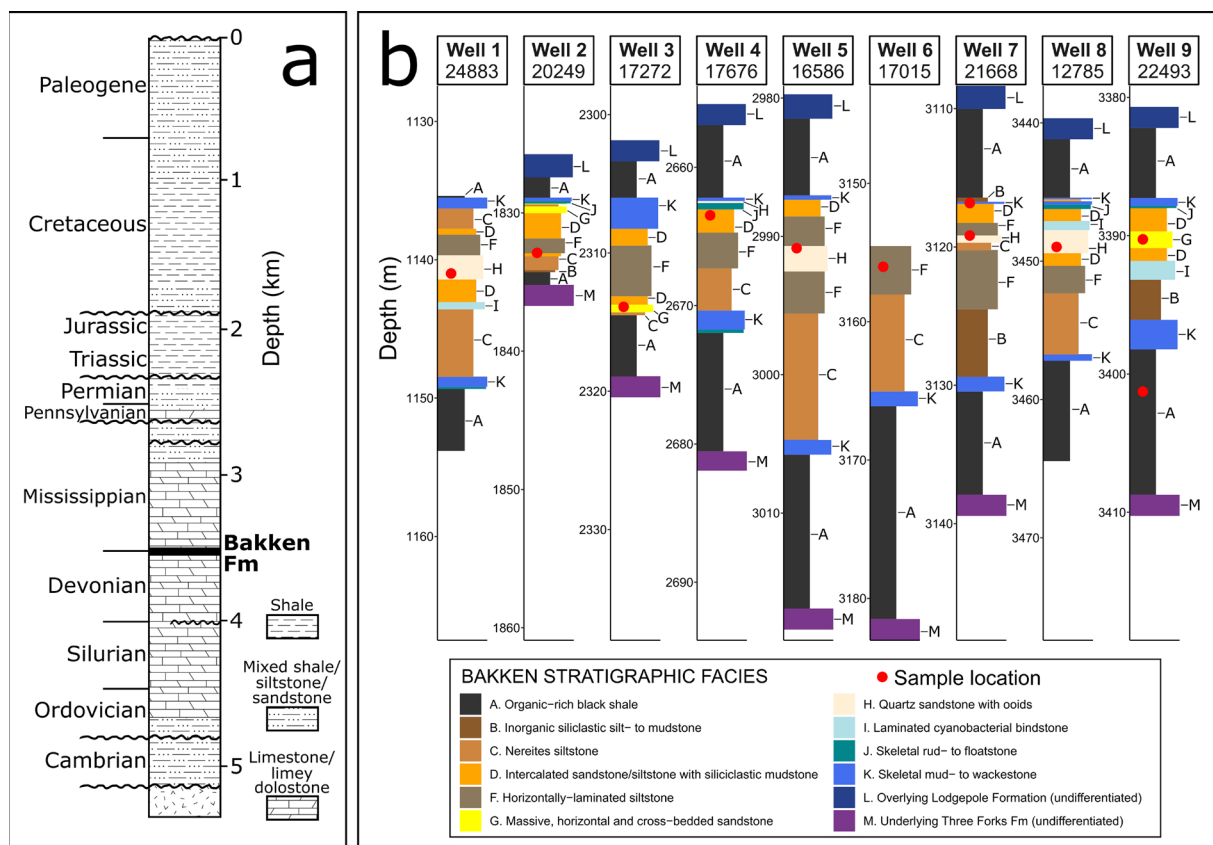 a
0
Paleogene
1
Cretaceous
Depth (km)
Jurassic
2
Triassic
Permian
Pennsylvanian
3
Mississippian
Bakken
Fm
Devonian
Shale
4
Silurian
Mixed shale/
siltstone/
sandstone
Ordovician
Limestone/
limey
dolostone
Cambrian
5
b
Depth (m)
Well 1
24883
1130
1140
1150
1160
A
K
C
D
F
H
D
I
C
K
A
Well 2
20249
1830
1840
1850
1860
L
A
K
J
G
D
F
C
B
A
M
Well 3
17272
2300
2310
2320
2330
L
A
K
D
F
D
G
C
A
M
Well 4
17676
2660
2670
2680
2690
L
A
K
H
J
D
F
C
K
A
M
Well 5
16586
2980
2990
3000
3010
L
A
K
D
F
H
F
C
K
A
M
Well 6
17015
3150
3160
3170
3180
F
C
K
A
M
Well 7
21668
3110
3120
3130
3140
L
A
B
K
D
F
H
C
F
B
K
A
M
Well 8
12785
3440
3450
3460
3470
L
A
K
J
D
I
H
D
F
C
K
A
Well 9
22493
3380
3390
3400
3410
L
A
K
J
D
G
D
I
B
K
A
M
BAKKEN STRATIGRAPHIC FACIES
Sample location
A. Organic-rich black shale
B. Inorganic siliclastic silt- to mudstone
C. Nereites siltstone
D. Intercalated sandstone/siltstone with siliciclastic mudstone
F. Horizontally-laminated siltstone
G. Massive, horizontal and cross-bedded sandstone
H. Quartz sandstone with ooids
I. Laminated cyanobacterial bindstone
J. Skeletal rud- to floatstone
K. Skeletal mud- to wackestone
L. Overlying Lodgepole Formation (undifferentiated)
M. Underlying Three Forks Fm (undifferentiated)